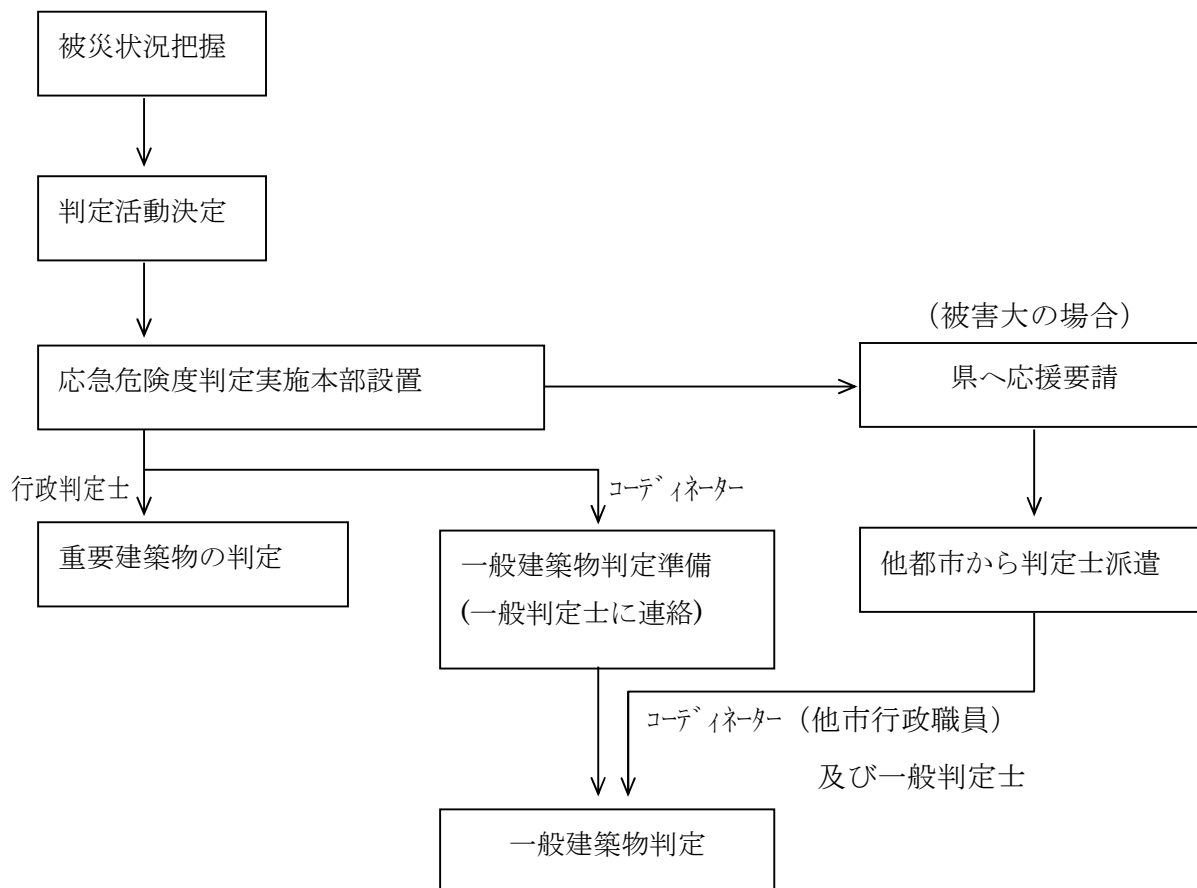 被災状況把握
判定活動決定
（被害大の場合）
応急危険度判定実施本部設置
県へ応援要請
行政判定士
ｺｰﾃﾞｨﾈｰﾀｰ
重要建築物の判定
一般建築物判定準備
(一般判定士に連絡)
他都市から判定士派遣
ｺｰﾃﾞｨﾈｰﾀｰ（他市行政職員）
及び一般判定士
一般建築物判定